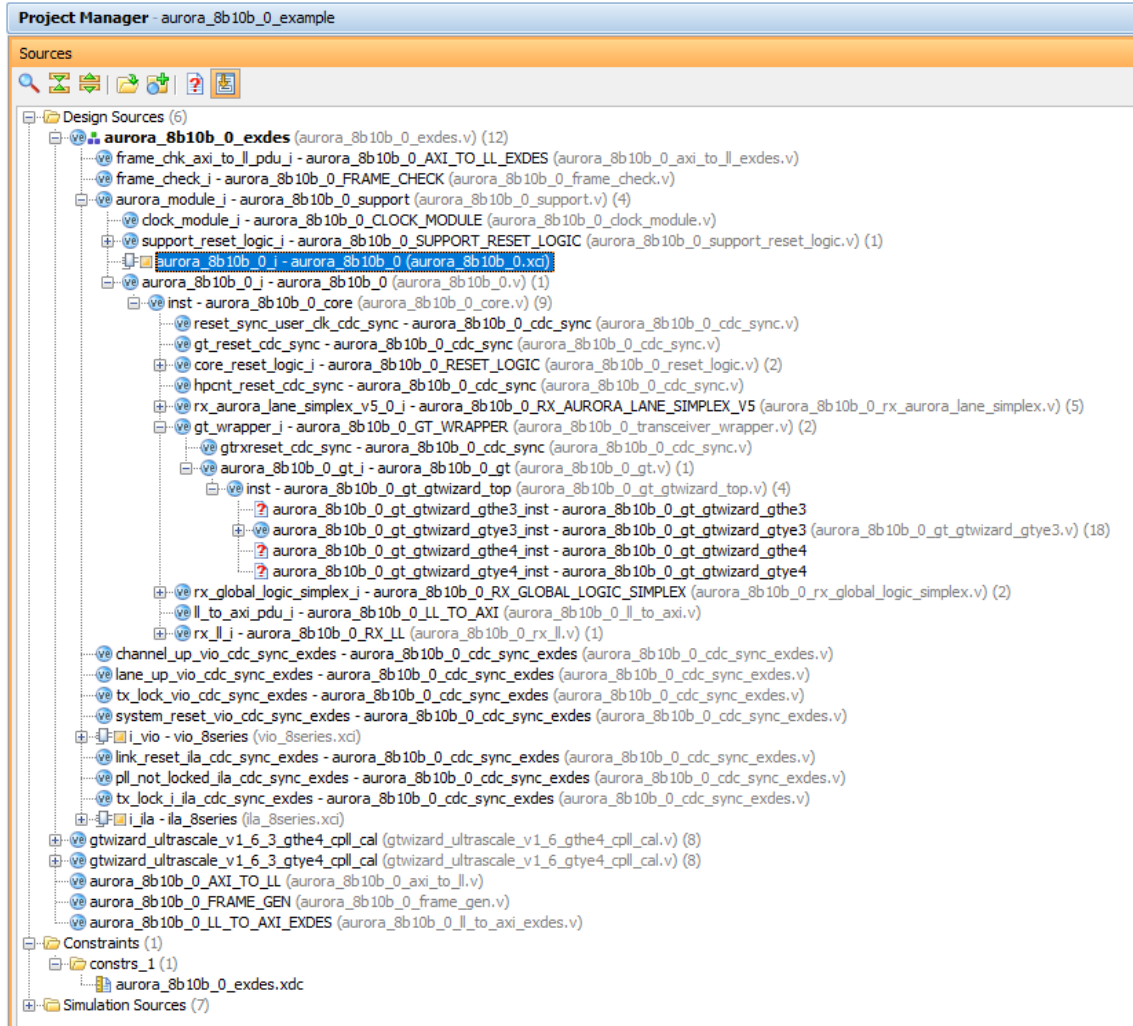 Project Manager - aurora_8b10b_0_example
Sources
Design Sources (6)
aurora_8b10b_0_exdes (aurora_8b10b_0_exdes.v) (12)
frame_chk_axi_to_ll_pdu_i - aurora_8b10b_0_AXI_TO_LL_EXDES (aurora_8b10b_0_axi_to_ll_exdes.v)
frame_check_i - aurora_8b10b_0_FRAME_CHECK (aurora_8b10b_0_frame_check.v)
aurora_module_i - aurora_8b10b_0_support (aurora_8b10b_0_support.v) (4)
clock_module_i - aurora_8b10b_0_CLOCK_MODULE (aurora_8b10b_0_clock_module.v)
support_reset_logic_i - aurora_8b10b_0_SUPPORT_RESET_LOGIC (aurora_8b10b_0_support_reset_logic.v) (1)
aurora_8b10b_0_i - aurora_8b10b_0 (aurora_8b10b_0.xci)
aurora_8b10b_0_i - aurora_8b10b_0 (aurora_8b10b_0.v) (1)
inst - aurora_8b10b_0_core (aurora_8b10b_0_core.v) (9)
reset_sync_user_clk_cdc_sync - aurora_8b10b_0_cdc_sync (aurora_8b10b_0_cdc_sync.v)
gt_reset_cdc_sync - aurora_8b10b_0_cdc_sync (aurora_8b10b_0_cdc_sync.v)
core_reset_logic_i - aurora_8b10b_0_RESET_LOGIC (aurora_8b10b_0_reset_logic.v) (2)
hpcnt_reset_cdc_sync - aurora_8b10b_0_cdc_sync (aurora_8b10b_0_cdc_sync.v)
rx_aurora_lane_simplex_v5_0_i - aurora_8b10b_0_RX_AURORA_LANE_SIMPLEX_V5 (aurora_8b10b_0_rx_aurora_lane_simplex.v) (5)
gt_wrapper_i - aurora_8b10b_0_GT_WRAPPER (aurora_8b10b_0_transceiver_wrapper.v) (2)
gtrxreset_cdc_sync - aurora_8b10b_0_cdc_sync (aurora_8b10b_0_cdc_sync.v)
aurora_8b10b_0_gt_i - aurora_8b10b_0_gt (aurora_8b10b_0_gt.v) (1)
inst - aurora_8b10b_0_gt_gtwizard_top (aurora_8b10b_0_gt_gtwizard_top.v) (4)
aurora_8b10b_0_gt_gtwizard_gthe3_inst - aurora_8b10b_0_gt_gtwizard_gthe3
aurora_8b10b_0_gt_gtwizard_gtye3_inst - aurora_8b10b_0_gt_gtwizard_gtye3 (aurora_8b10b_0_gt_gtwizard_gtye3.v) (18)
aurora_8b10b_0_gt_gtwizard_gthe4_inst - aurora_8b10b_0_gt_gtwizard_gthe4
aurora_8b10b_0_gt_gtwizard_gtye4_inst - aurora_8b10b_0_gt_gtwizard_gtye4
rx_global_logic_simplex_i - aurora_8b10b_0_RX_GLOBAL_LOGIC_SIMPLEX (aurora_8b10b_0_rx_global_logic_simplex.v) (2)
ll_to_axi_pdu_i - aurora_8b10b_0_LL_TO_AXI (aurora_8b10b_0_ll_to_axi.v)
rx_ll_i - aurora_8b10b_0_RX_LL (aurora_8b10b_0_rx_ll.v) (1)
channel_up_vio_cdc_sync_exdes - aurora_8b10b_0_cdc_sync_exdes (aurora_8b10b_0_cdc_sync_exdes.v)
lane_up_vio_cdc_sync_exdes - aurora_8b10b_0_cdc_sync_exdes (aurora_8b10b_0_cdc_sync_exdes.v)
tx_lock_vio_cdc_sync_exdes - aurora_8b10b_0_cdc_sync_exdes (aurora_8b10b_0_cdc_sync_exdes.v)
system_reset_vio_cdc_sync_exdes - aurora_8b10b_0_cdc_sync_exdes (aurora_8b10b_0_cdc_sync_exdes.v)
i_vio - vio_8series (vio_8series.xci)
link_reset_ila_cdc_sync_exdes - aurora_8b10b_0_cdc_sync_exdes (aurora_8b10b_0_cdc_sync_exdes.v)
pll_not_locked_ila_cdc_sync_exdes - aurora_8b10b_0_cdc_sync_exdes (aurora_8b10b_0_cdc_sync_exdes.v)
tx_lock_i_ila_cdc_sync_exdes - aurora_8b10b_0_cdc_sync_exdes (aurora_8b10b_0_cdc_sync_exdes.v)
i_ila - ila_8series (ila_8series.xci)
gtwizard_ultrascale_v1_6_3_gthe4_cpll_cal (gtwizard_ultrascale_v1_6_gthe4_cpll_cal.v) (8)
gtwizard_ultrascale_v1_6_3_gtye4_cpll_cal (gtwizard_ultrascale_v1_6_gtye4_cpll_cal.v) (8)
aurora_8b10b_0_AXI_TO_LL (aurora_8b10b_0_axi_to_ll.v)
aurora_8b10b_0_FRAME_GEN (aurora_8b10b_0_frame_gen.v)
aurora_8b10b_0_LL_TO_AXI_EXDES (aurora_8b10b_0_ll_to_axi_exdes.v)
Constraints (1)
constrs_1 (1)
aurora_8b10b_0_exdes.xdc
Simulation Sources (7)